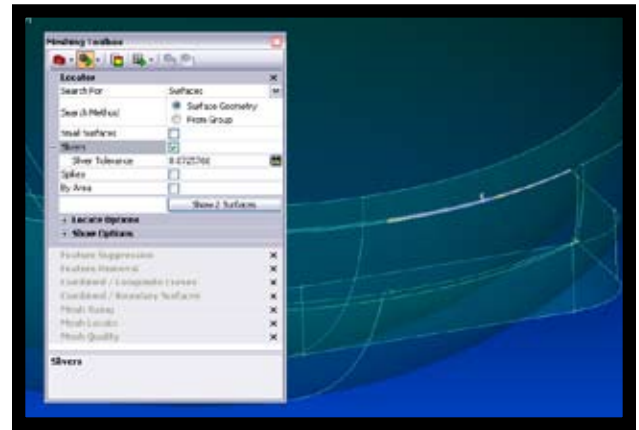 Meshing Toolbox
Locator
Search For Surfaces
Search Method Surface Geometry
From Group
Small Surfaces
Slivers
Sliver Tolerance
Spikes
By Area
Show 2 Surfaces
+ Locate Options
+ Show Options
Feature Suppression
Feature Removal
Combined / Composite Curves
Combined / Boundary Surfaces
Mesh Sizing
Mesh Locate
Mesh Quality
Slivers